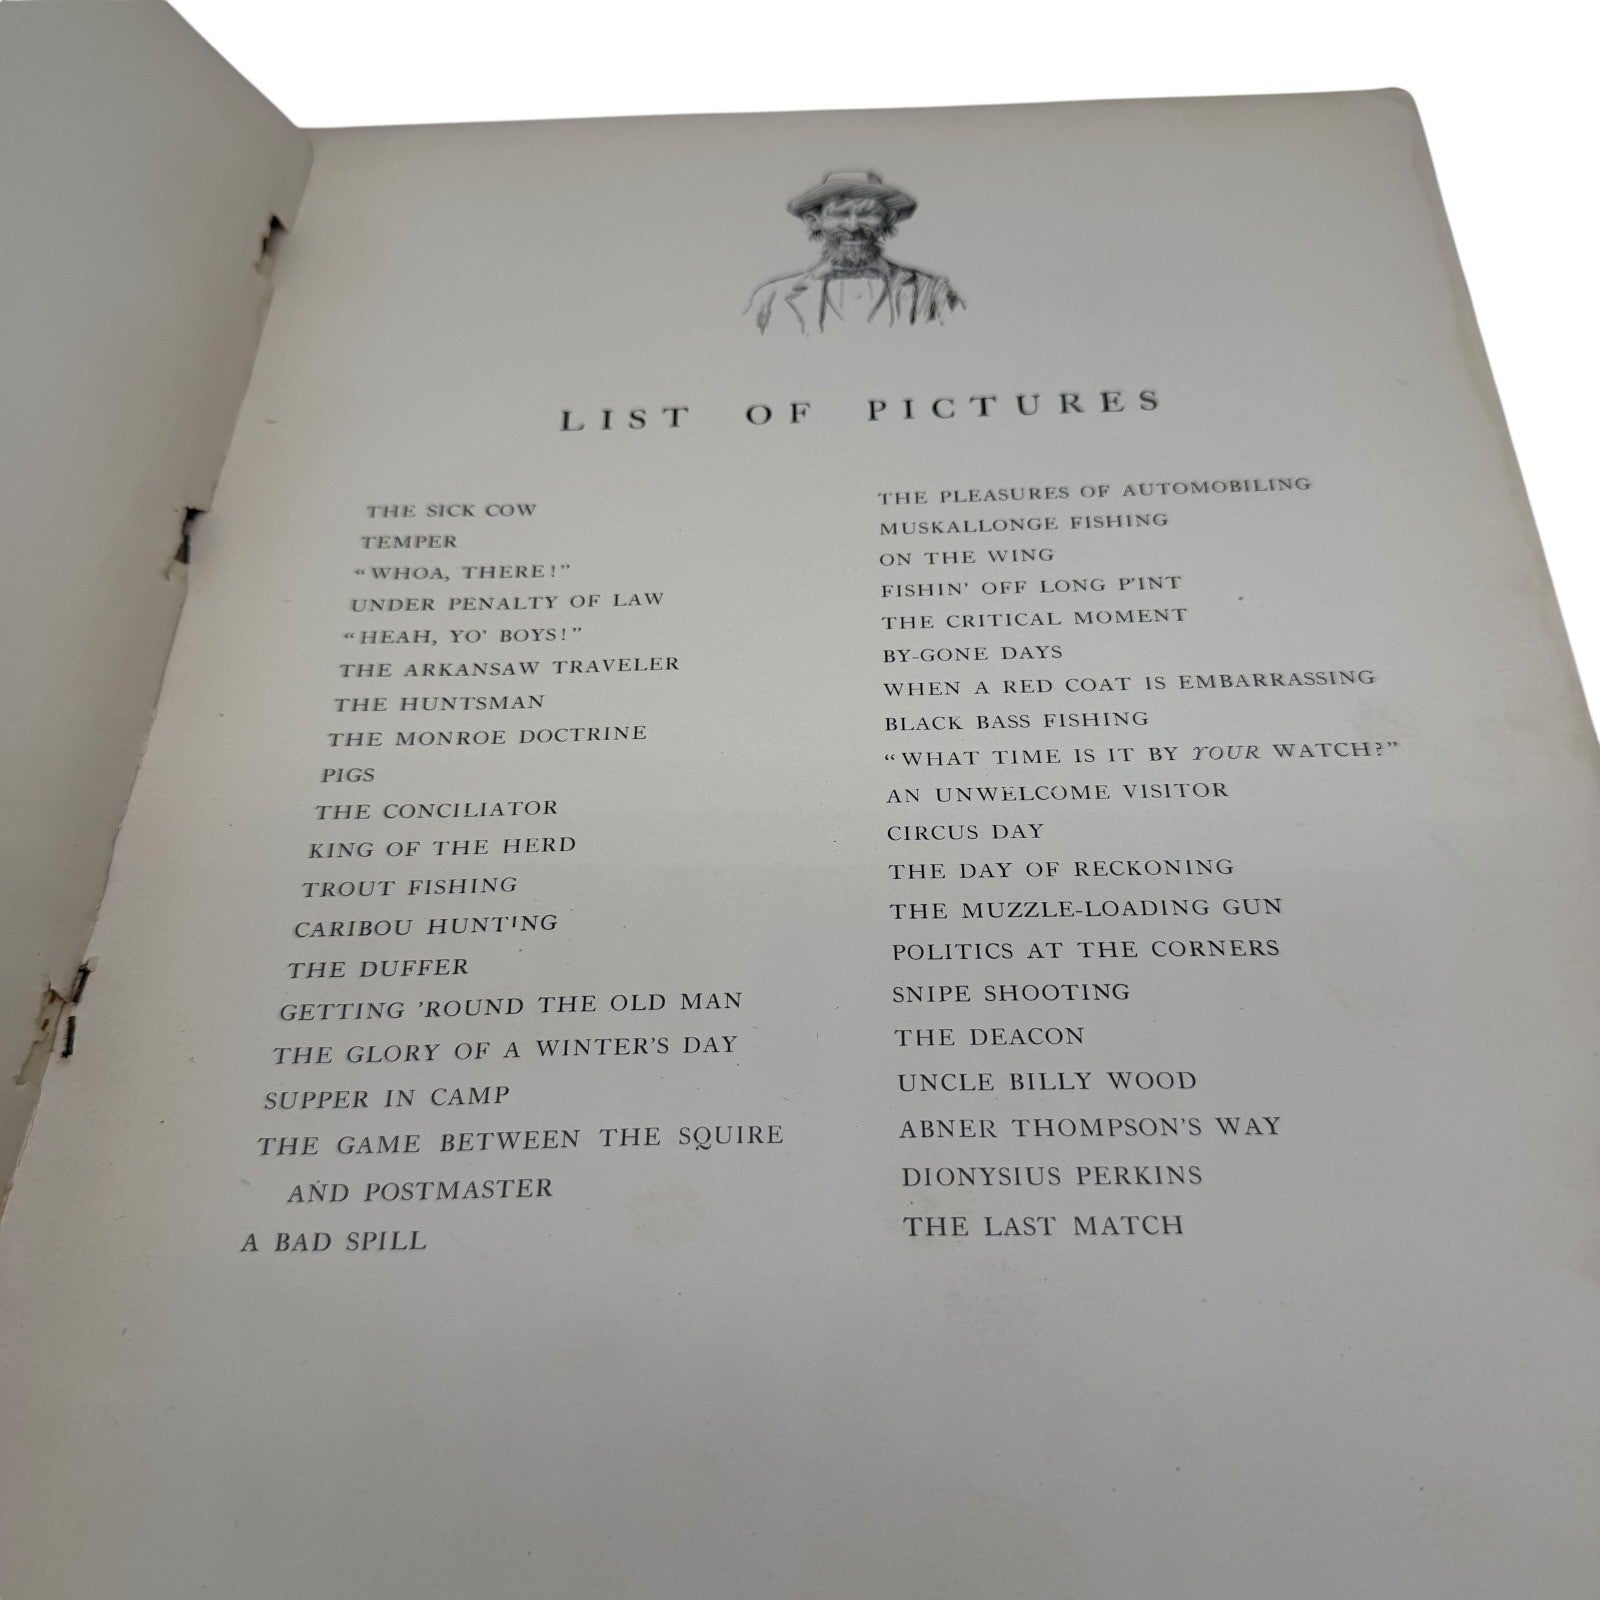 LIST OF PICTURES
THE SICK COW
TEMPER
"WHOA, THERE!"
UNDER PENALTY OF LAW
"HEAH, YO' BOYS!"
THE ARKANSAW TRAVELER
THE HUNTSMAN
THE MONROE DOCTRINE
PIGS
THE CONCILIATOR
KING OF THE HERD
TROUT FISHING
CARIBOU HUNTING
THE DUFFER
GETTING 'ROUND THE OLD MAN
THE GLORY OF A WINTER'S DAY
SUPPER IN CAMP
THE GAME BETWEEN THE SQUIRE
AND POSTMASTER
A BAD SPILL
THE PLEASURES OF AUTOMOBILING
MUSKALLONGE FISHING
ON THE WING
FISHIN' OFF LONG P'INT
THE CRITICAL MOMENT
BY-GONE DAYS
WHEN A RED COAT IS EMBARRASSING
BLACK BASS FISHING
"WHAT TIME IS IT BY YOUR WATCH?"
AN UNWELCOME VISITOR
CIRCUS DAY
THE DAY OF RECKONING
THE MUZZLE-LOADING GUN
POLITICS AT THE CORNERS
SNIPE SHOOTING
THE DEACON
UNCLE BILLY WOOD
ABNER THOMPSON'S WAY
DIONYSIUS PERKINS
THE LAST MATCH